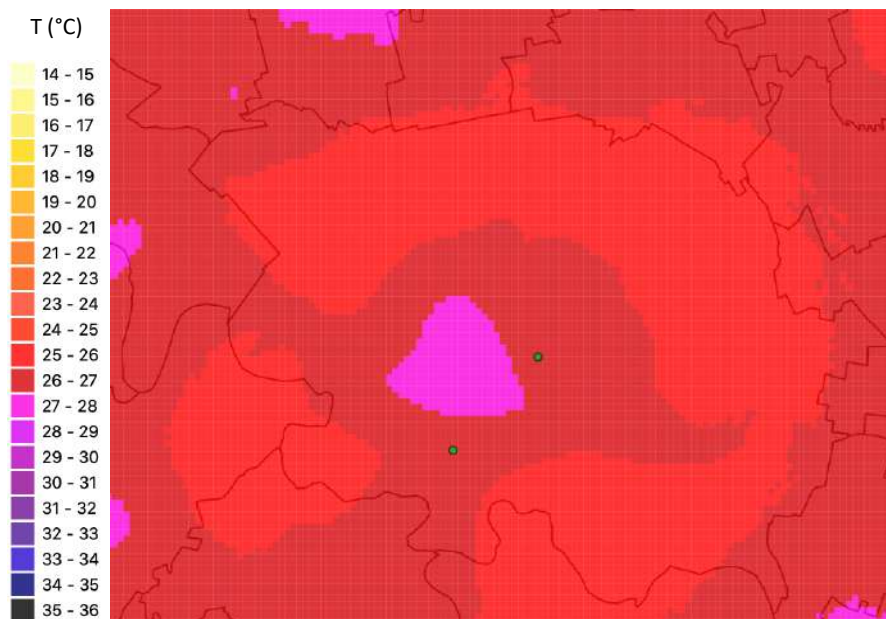 T (°C)
14 - 15
15 - 16
16 - 17
17 - 18
18 - 19
19 - 20
20 - 21
21 - 22
22 - 23
23 - 24
24 - 25
25 - 26
26 - 27
27 - 28
28 - 29
29 - 30
30 - 31
31 - 32
32 - 33
33 - 34
34 - 35
35 - 36